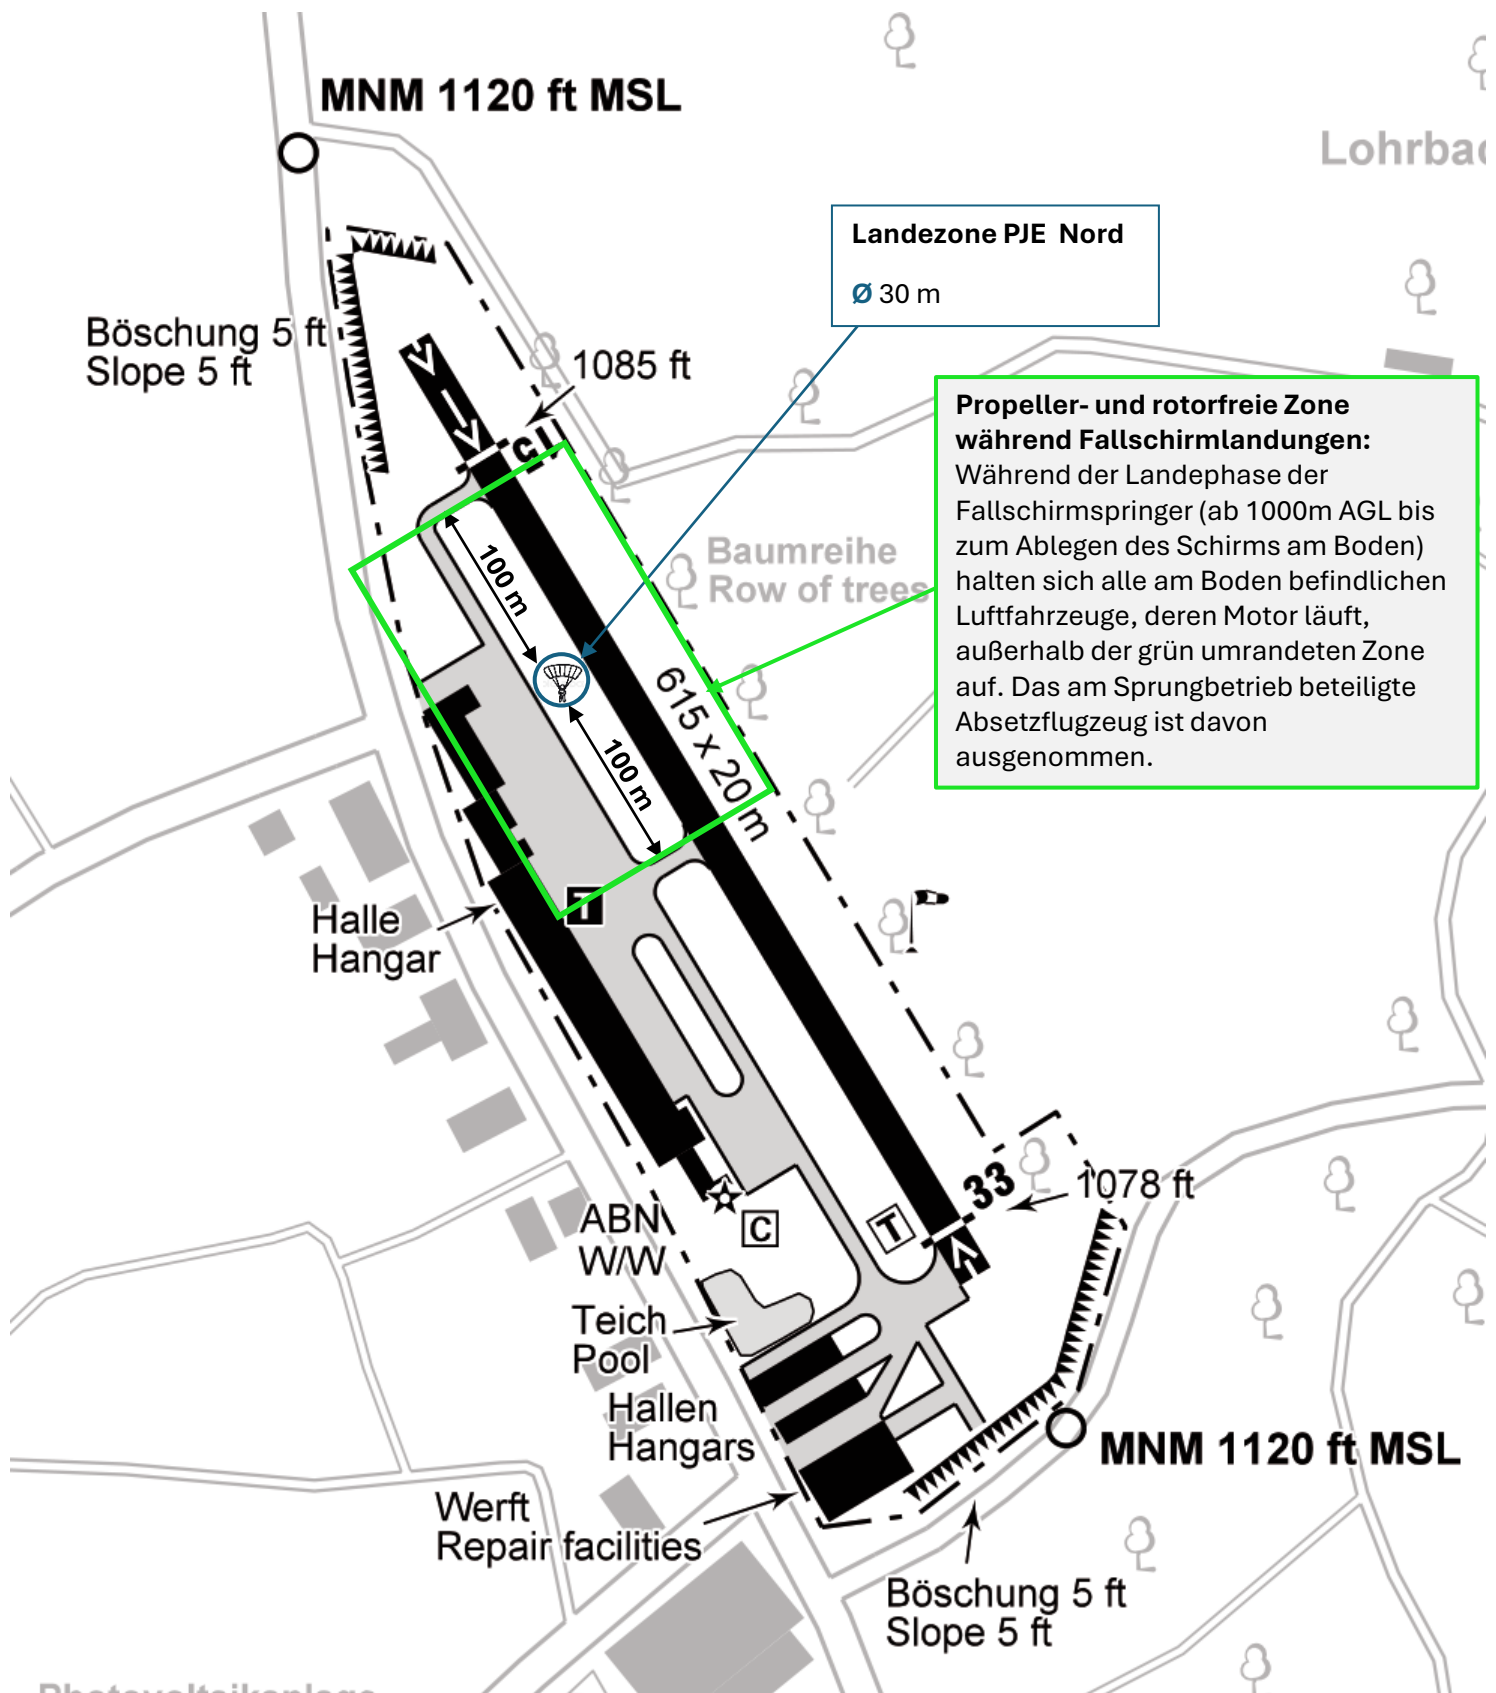 MNM 1120 ft MSL
Landezone PJE Nord
Ø 30 m
Böschung 5 ft
Slope 5 ft
1085 ft
Propeller- und rotorfreie Zone
während Fallschirmlandungen:
Während der Landephase der
Fallschirmspringer (ab 1000m AGL bis
zum Ablegen des Schirms am Boden)
halten sich alle am Boden befindlichen
Luftfahrzeuge, deren Motor läuft,
außerhalb der grün umrandeten Zone
auf. Das am Sprungbetrieb beteiligte
Absetzflugzeug ist davon
ausgenommen.
100 m
Baumreihe
Row of trees
615 x 20 m
100 m
T
Halle
Hangar
33
1078 ft
T
C
ABN
W/W
Teich
Pool
Hallen
Hangars
MNM 1120 ft MSL
Werft
Repair facilities
Böschung 5 ft
Slope 5 ft